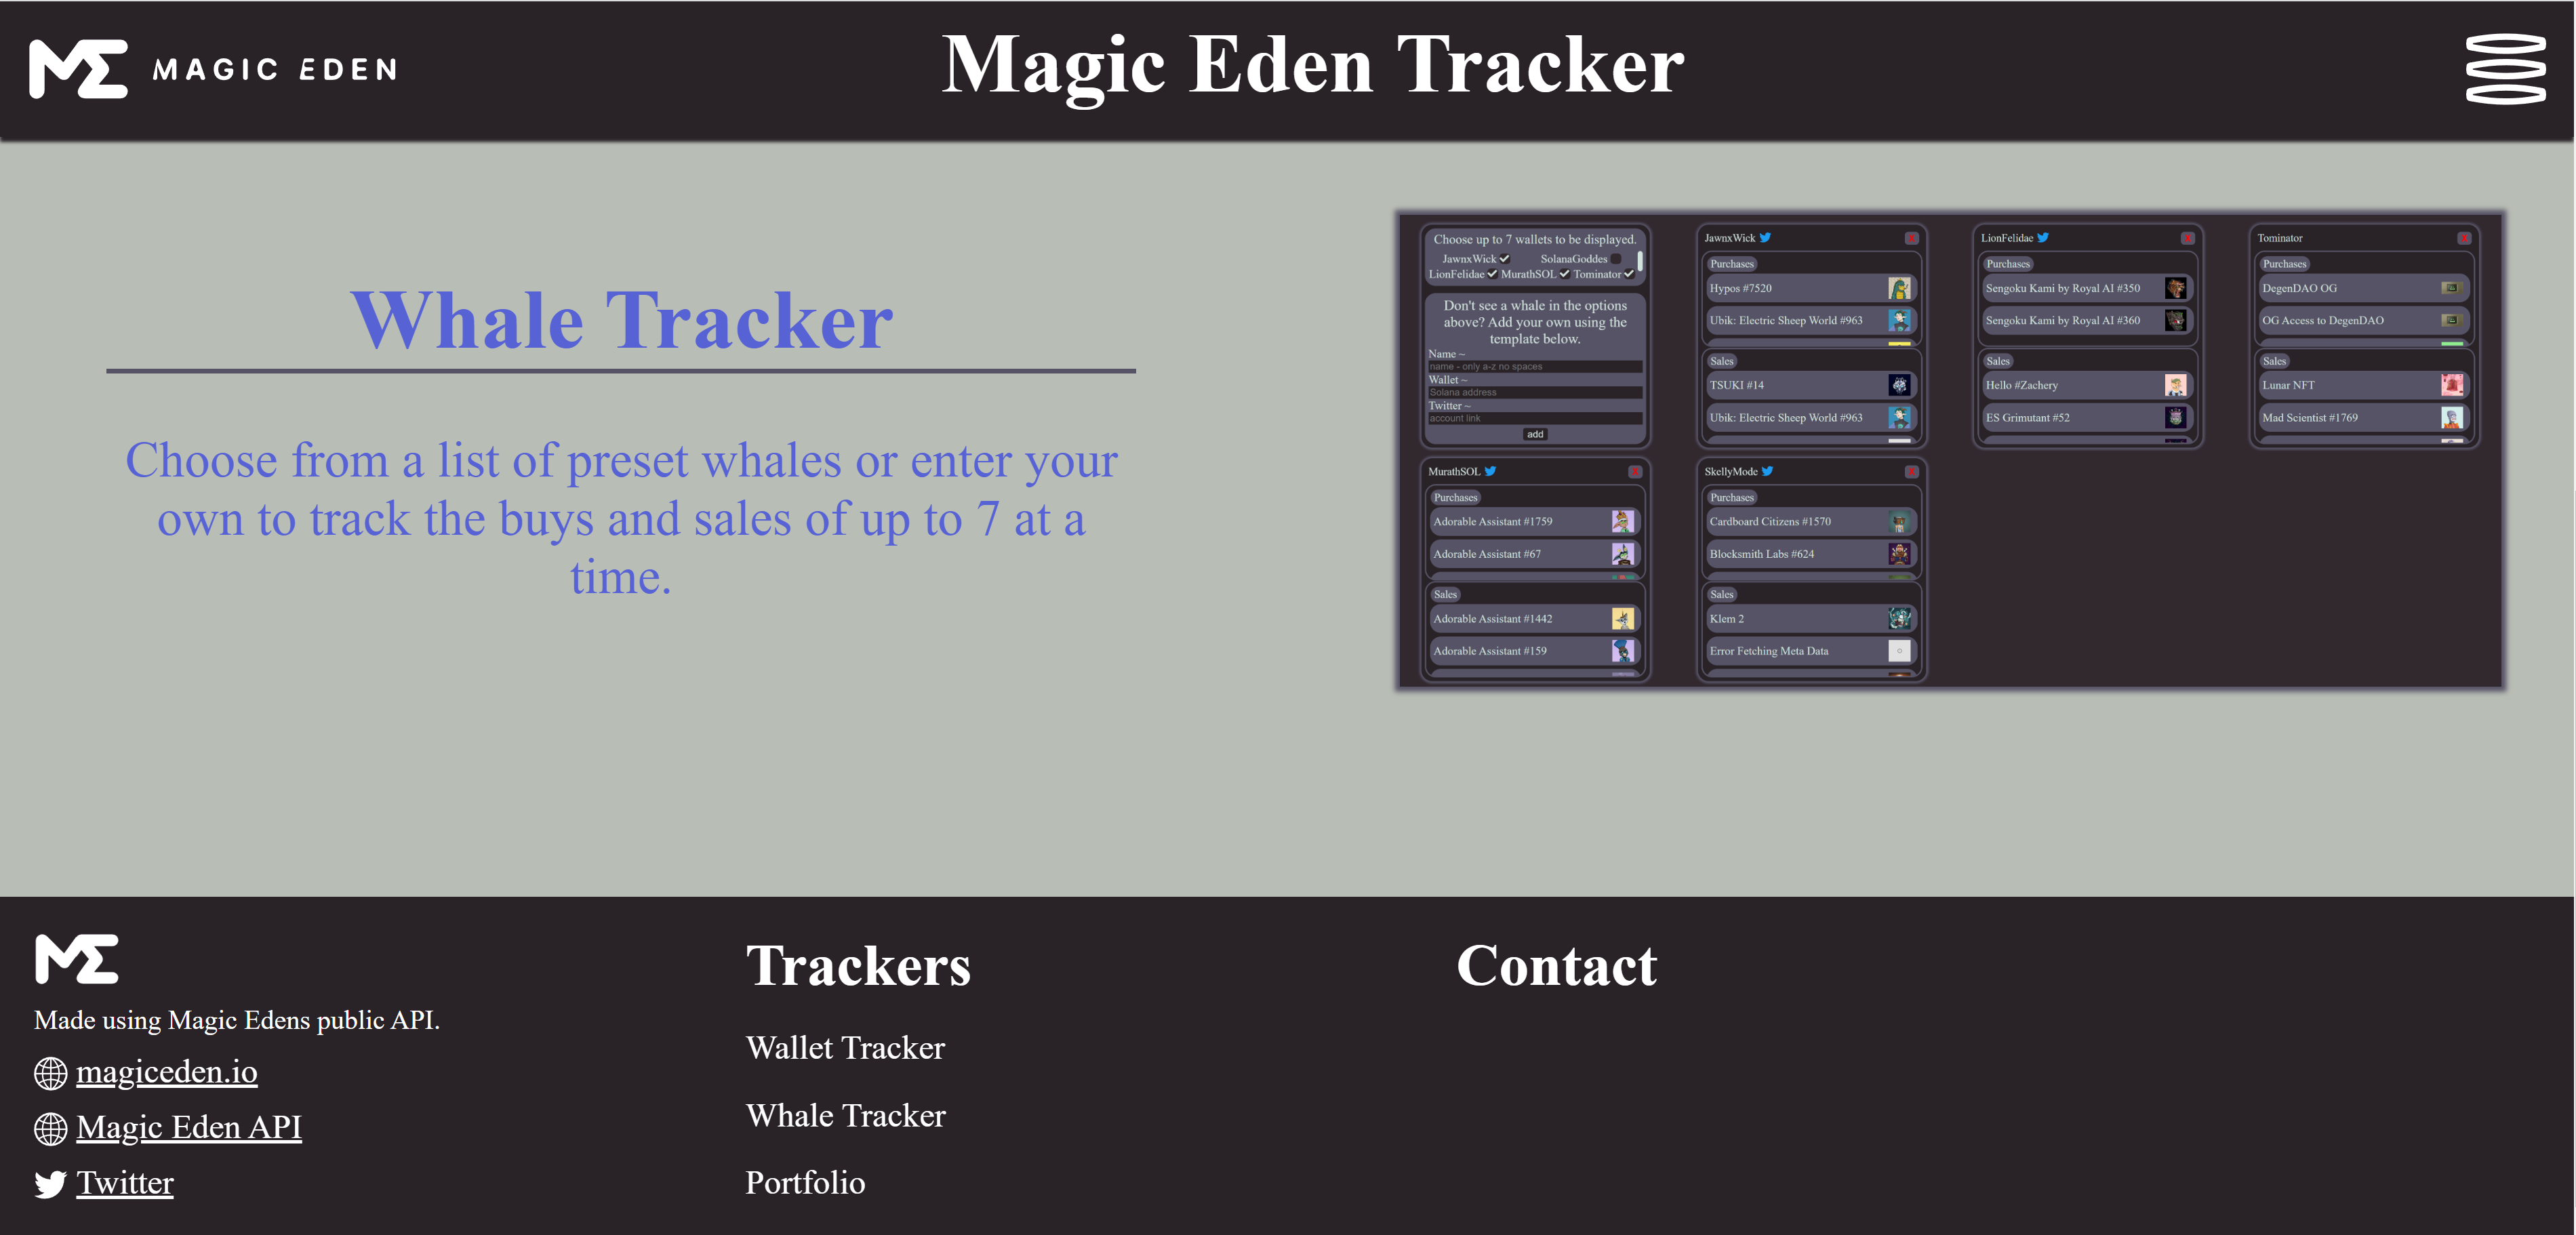 MAGIC EDEN
Magic Eden Tracker
Whale Tracker
Choose from a list of preset whales or enter your
own to track the buys and sales of up to 7 at a
time.
Choose up to 7 wallets to be displayed.
JawnxWick SolanaGoddes
LionFelidae MurathSOL Tominator
Don't see a whale in the options
above? Add your own using the
template below.
Name ~
name - only a-z no spaces
Wallet ~
Solana address
Twitter ~
account link
add
JawnxWick X
Purchases
Hypos #7520
Ubik: Electric Sheep World #963
Sales
TSUKI #14
Ubik: Electric Sheep World #963
LionFelidae X
Purchases
Sengoku Kami by Royal AI #350
Sengoku Kami by Royal AI #360
Sales
Hello #Zachery
ES Grimutant #52
Tominator X
Purchases
DegenDAO OG
OG Access to DegenDAO
Sales
Lunar NFT
Mad Scientist #1769
MurathSOL X
Purchases
Adorable Assistant #1759
Adorable Assistant #67
Sales
Adorable Assistant #1442
Adorable Assistant #159
SkellyMode X
Purchases
Cardboard Citizens #1570
Blocksmith Labs #624
Sales
Klem 2
Error Fetching Meta Data
Made using Magic Edens public API.
magiceden.io
Magic Eden API
Twitter
Trackers
Wallet Tracker
Whale Tracker
Portfolio
Contact